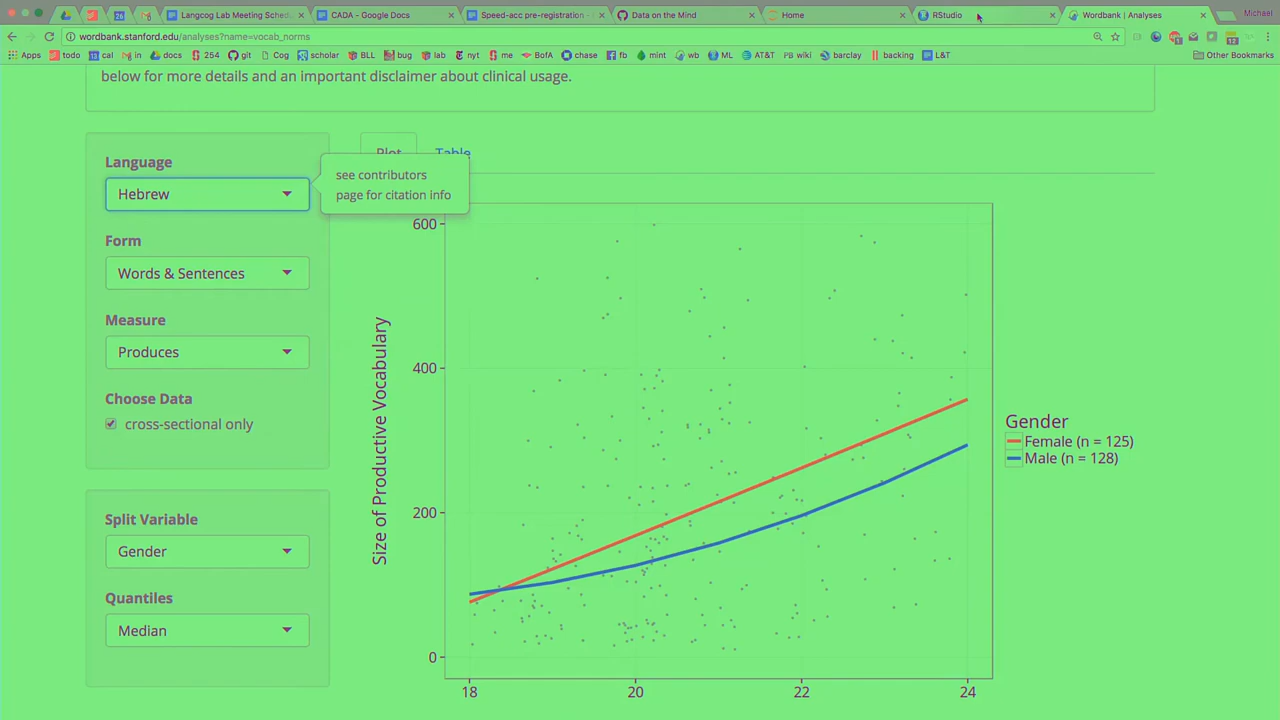 Langcog Lab Meeting Sched
CADA - Google Docs
Speed-acc pre-registration -
Data on the Mind
Home
RStudio
Wordbank | Analyses
Michael
wordbank.stanford.edu/analyses?name=vocab_norms
Apps todo cal in docs 254 git Cog scholar BLL bug lab nyt me BofA chase fb mint wb ML AT&T PB wiki barclay backing L&T Other Bookmarks
below for more details and an important disclaimer about clinical usage.
Language
Hebrew
Form
Words & Sentences
Measure
Produces
Choose Data
cross-sectional only
Split Variable
Gender
Quantiles
Median
Plot
Table
see contributors
page for citation info
Size of Productive Vocabulary
600
400
200
0
18
20
22
24
Gender
Female (n = 125)
Male (n = 128)